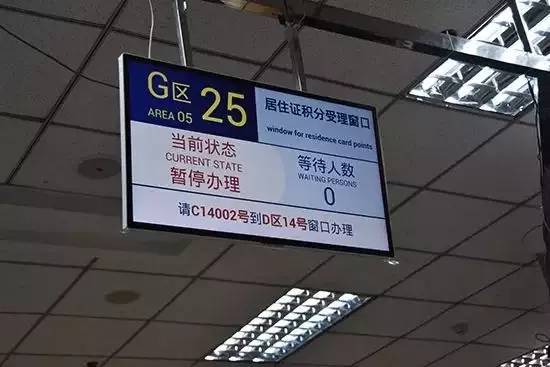 G区 25
AREA 05
居住证积分受理窗口
window for residence card points
当前状态
CURRENT STATE
暂停办理
等待人数
WAITING PERSONS
0
请C14002号到D区14号窗口办理